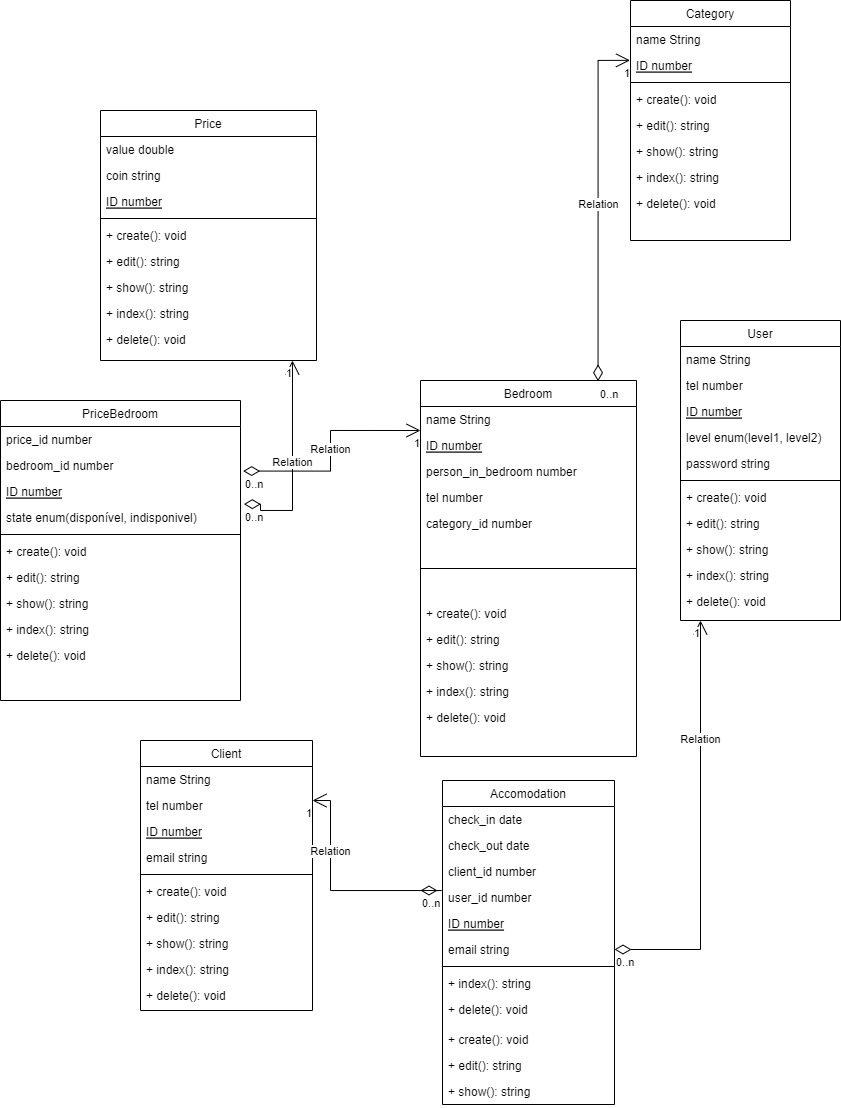 Category
name String
ID number
+ create(): void
+ edit(): string
+ show(): string
+ index(): string
+ delete(): void
1
Relation
Price
value double
coin string
ID number
+ create(): void
+ edit(): string
+ show(): string
+ index(): string
+ delete(): void
1
User
name String
tel number
ID number
level enum(level1, level2)
password string
+ create(): void
+ edit(): string
+ show(): string
+ index(): string
+ delete(): void
1
Bedroom
0..n
name String
ID number
person_in_bedroom number
tel number
category_id number
+ create(): void
+ edit(): string
+ show(): string
+ index(): string
+ delete(): void
1
PriceBedroom
price_id number
bedroom_id number
ID number
state enum(disponível, indisponivel)
+ create(): void
+ edit(): string
+ show(): string
+ index(): string
+ delete(): void
Relation
Relation
0..n
0..n
Relation
Client
name String
tel number
ID number
email string
+ create(): void
+ edit(): string
+ show(): string
+ index(): string
+ delete(): void
1
Relation
0..n
Accomodation
check_in date
check_out date
client_id number
user_id number
ID number
email string
+ index(): string
+ delete(): void
+ create(): void
+ edit(): string
+ show(): string
0..n